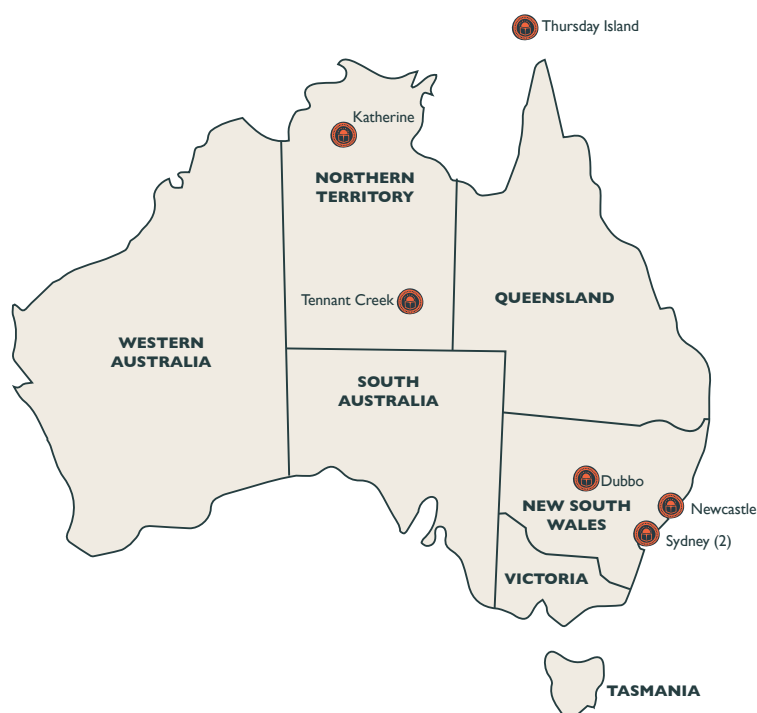 Thursday Island
Katherine
NORTHERN
TERRITORY
Tennant Creek
QUEENSLAND
WESTERN
AUSTRALIA
SOUTH
AUSTRALIA
Dubbo
NEW SOUTH
WALES
Newcastle
Sydney (2)
VICTORIA
TASMANIA